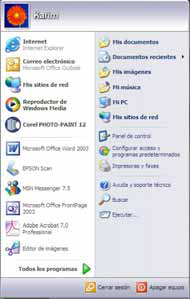 Karim
Internet
Internet Explorer
Correo electrónico
Microsoft Office Outlook
Mis sitios de red
Reproductor de Windows Media
Corel PHOTO-PAINT 12
Microsoft Office Word 2003
EPSON Scan
MSN Messenger 7.5
Microsoft Office FrontPage 2003
Adobe Acrobat 7.0 Professional
Editor de imágenes
Todos los programas
Mis documentos
Documentos recientes
Mis imágenes
Mi música
Mi PC
Mis sitios de red
Panel de control
Configurar acceso y
programas predeterminados
Impresoras y faxes
Ayuda y soporte técnico
Buscar
Ejecutar...
Cerrar sesión
Apagar equipo